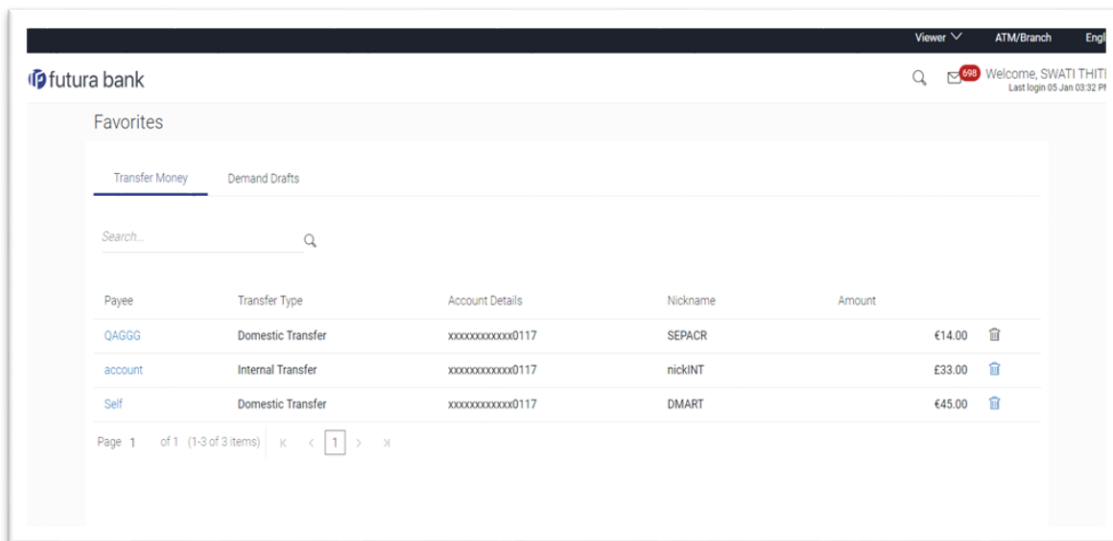 Viewer ATM/Branch Engl
futura bank
698 Welcome, SWATI THITE
Last login 05 Jan 03:32 PM
Favorites
Transfer Money Demand Drafts
Search...
Payee Transfer Type Account Details Nickname Amount
QAGGG Domestic Transfer xxxxxxxxxxxx0117 SEPACR €14.00
account Internal Transfer xxxxxxxxxxxx0117 nickINT £33.00
Self Domestic Transfer xxxxxxxxxxxx0117 DMART €45.00
Page 1 of 1 (1-3 of 3 items) 1